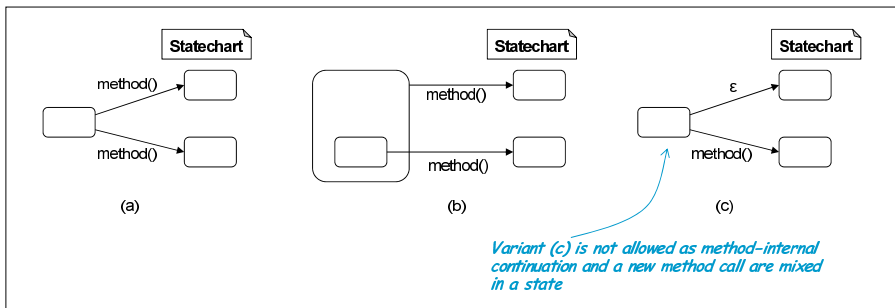 Statechart
Statechart
Statechart
method()
method()
method()
method()
ε
method()
(a)
(b)
(c)
Variant (c) is not allowed as method-internal
continuation and a new method call are mixed
in a state